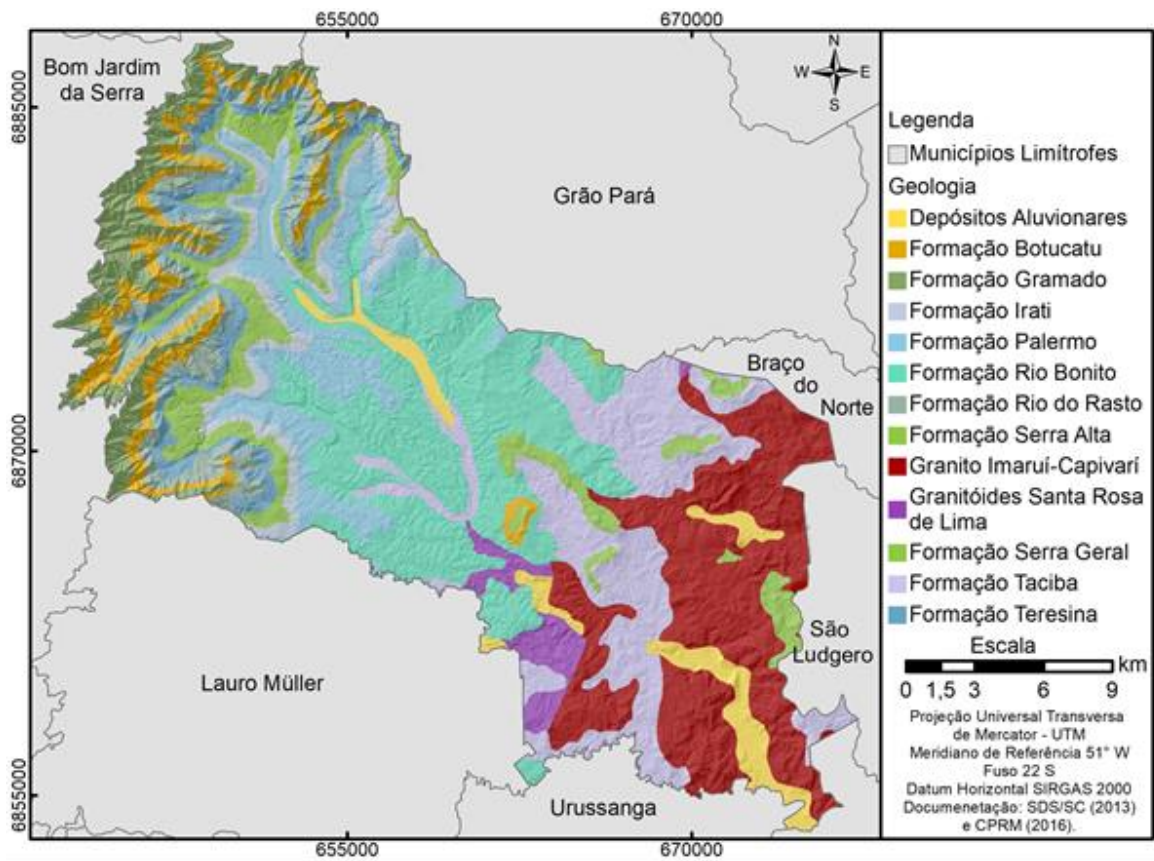 655000
670000
Bom Jardim
da Serra
N
W
E
S
6885000
Grão Pará
Braço
do
Norte
6870000
São
Ludgero
Lauro Müller
Urussanga
6855000
655000
670000
Legenda
Municípios Limítrofes
Geologia
Depósitos Aluvionares
Formação Botucatu
Formação Gramado
Formação Irati
Formação Palermo
Formação Rio Bonito
Formação Rio do Rasto
Formação Serra Alta
Granito Imaruí-Capivarí
Granitóides Santa Rosa
de Lima
Formação Serra Geral
Formação Taciba
Formação Teresina
Escala
km
0 1,5 3 6 9
Projeção Universal Transversa
de Mercator - UTM
Meridiano de Referência 51° W
Fuso 22 S
Datum Horizontal SIRGAS 2000
Documenetação: SDS/SC (2013)
e CPRM (2016).